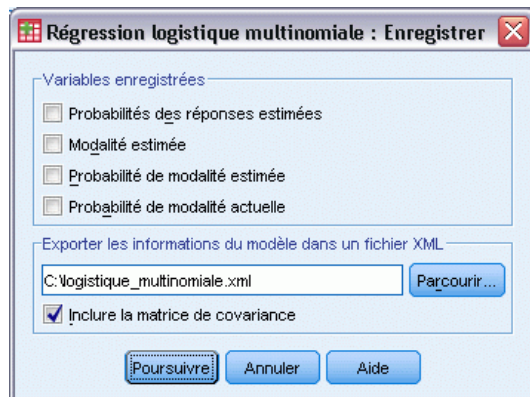 Régression logistique multinomiale : Enregistrer
Variables enregistrées
Probabilités des réponses estimées
Modalité estimée
Probabilité de modalité estimée
Probabilité de modalité actuelle
Exporter les informations du modèle dans un fichier XML
C:\logistique_multinomiale.xml Parcourir...
Inclure la matrice de covariance
Poursuivre Annuler Aide